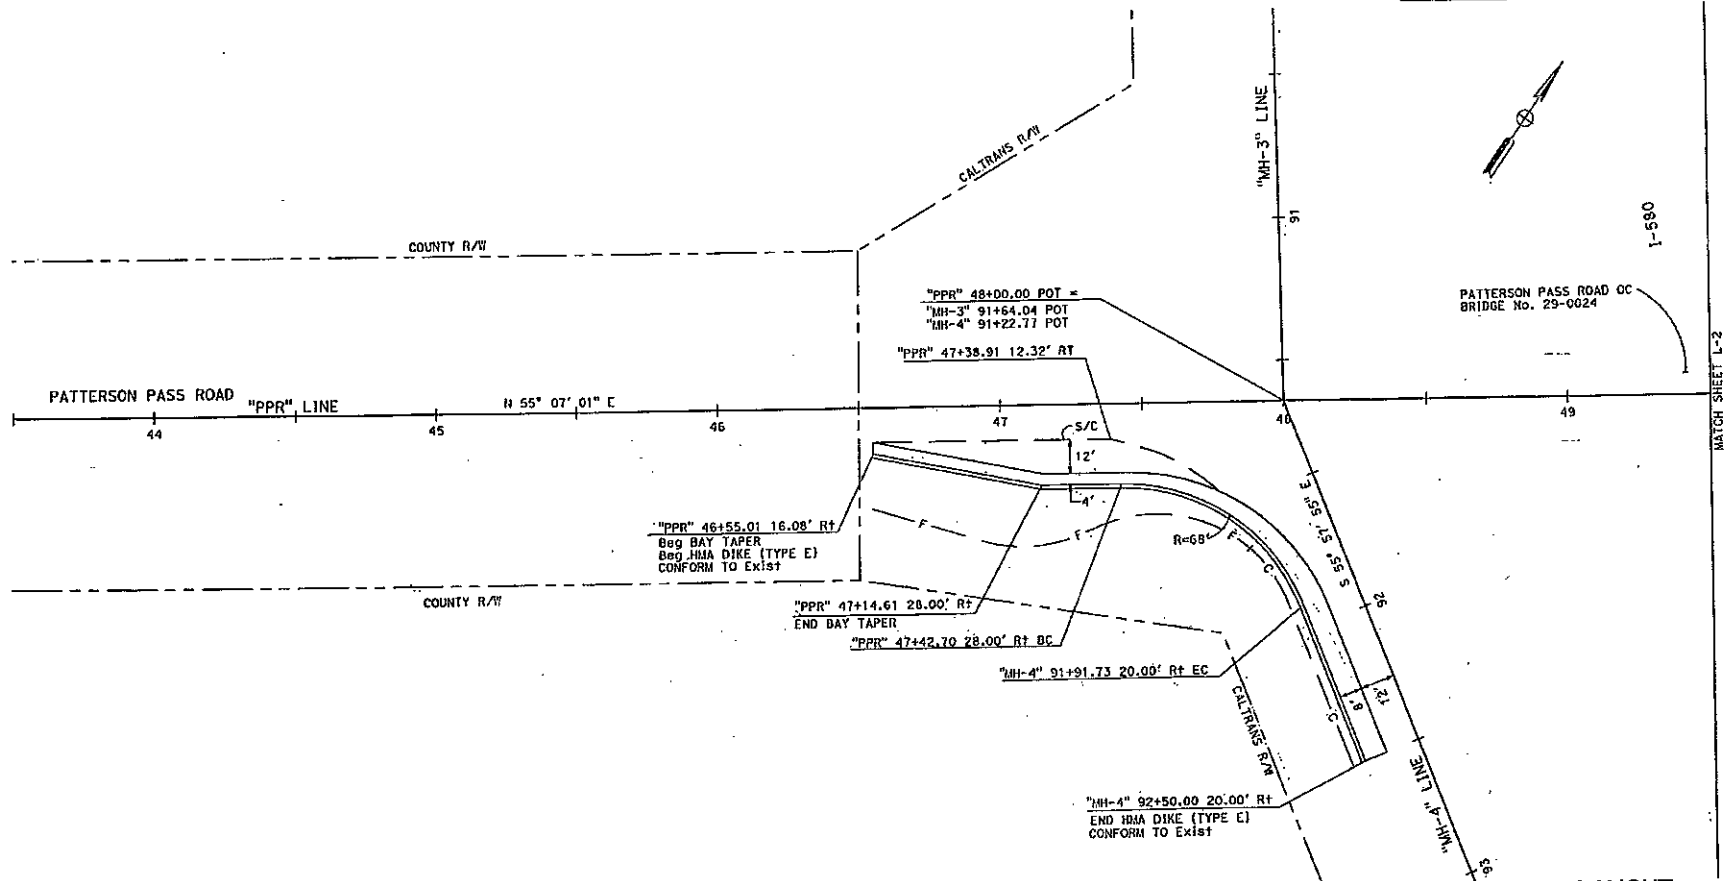 CALTRANS R/W
"MH-3" LINE
91
I-580
COUNTY R/W
"PPR" 48+00.00 POT =
"MH-3" 91+64.04 POT
"MH-4" 91+22.77 POT
PATTERSON PASS ROAD OC
BRIDGE No. 29-0024
"PPR" 47+38.91 12.32' RT
MATCH SHEET L-2
PATTERSON PASS ROAD
"PPR" LINE
N 55° 07' 01" E
44
45
46
47
48
49
S/C
12'
4'
S 55° 57' 55" E
"PPR" 46+55.01 16.08' Rt
Beg BAY TAPER
Beg HMA DIKE (TYPE E)
CONFORM TO Exist
F
F
R=68'
F
C
COUNTY R/W
"PPR" 47+14.61 28.00' Rt
END BAY TAPER
92
"PPR" 47+42.70 28.00' Rt BC
"MH-4" 91+91.73 20.00' Rt EC
CALTRANS R/W
C
8'
12'
"MH-4" LINE
"MH-4" 92+50.00 20.00' Rt
END HMA DIKE (TYPE E)
CONFORM TO Exist
93